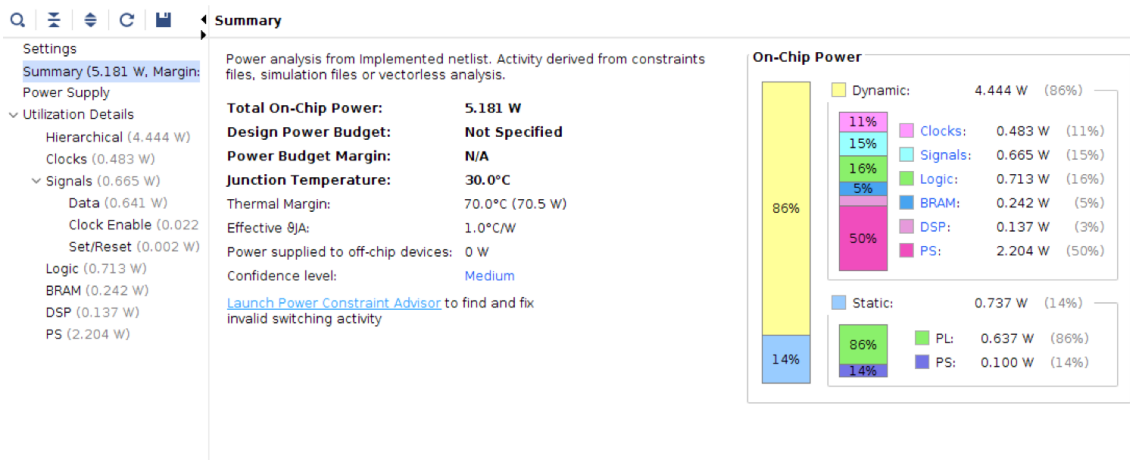 Summary
Settings
Summary (5.181 W, Margin:
Power Supply
Utilization Details
Hierarchical (4.444 W)
Clocks (0.483 W)
Signals (0.665 W)
Data (0.641 W)
Clock Enable (0.022
Set/Reset (0.002 W)
Logic (0.713 W)
BRAM (0.242 W)
DSP (0.137 W)
PS (2.204 W)
Power analysis from Implemented netlist. Activity derived from constraints
files, simulation files or vectorless analysis.
Total On-Chip Power: 5.181 W
Design Power Budget: Not Specified
Power Budget Margin: N/A
Junction Temperature: 30.0°C
Thermal Margin: 70.0°C (70.5 W)
Effective ϑJA: 1.0°C/W
Power supplied to off-chip devices: 0 W
Confidence level: Medium
Launch Power Constraint Advisor to find and fix
invalid switching activity
On-Chip Power
86%
14%
Dynamic: 4.444 W (86%)
11%
15%
16%
5%
50%
Clocks: 0.483 W (11%)
Signals: 0.665 W (15%)
Logic: 0.713 W (16%)
BRAM: 0.242 W (5%)
DSP: 0.137 W (3%)
PS: 2.204 W (50%)
Static: 0.737 W (14%)
86%
14%
PL: 0.637 W (86%)
PS: 0.100 W (14%)